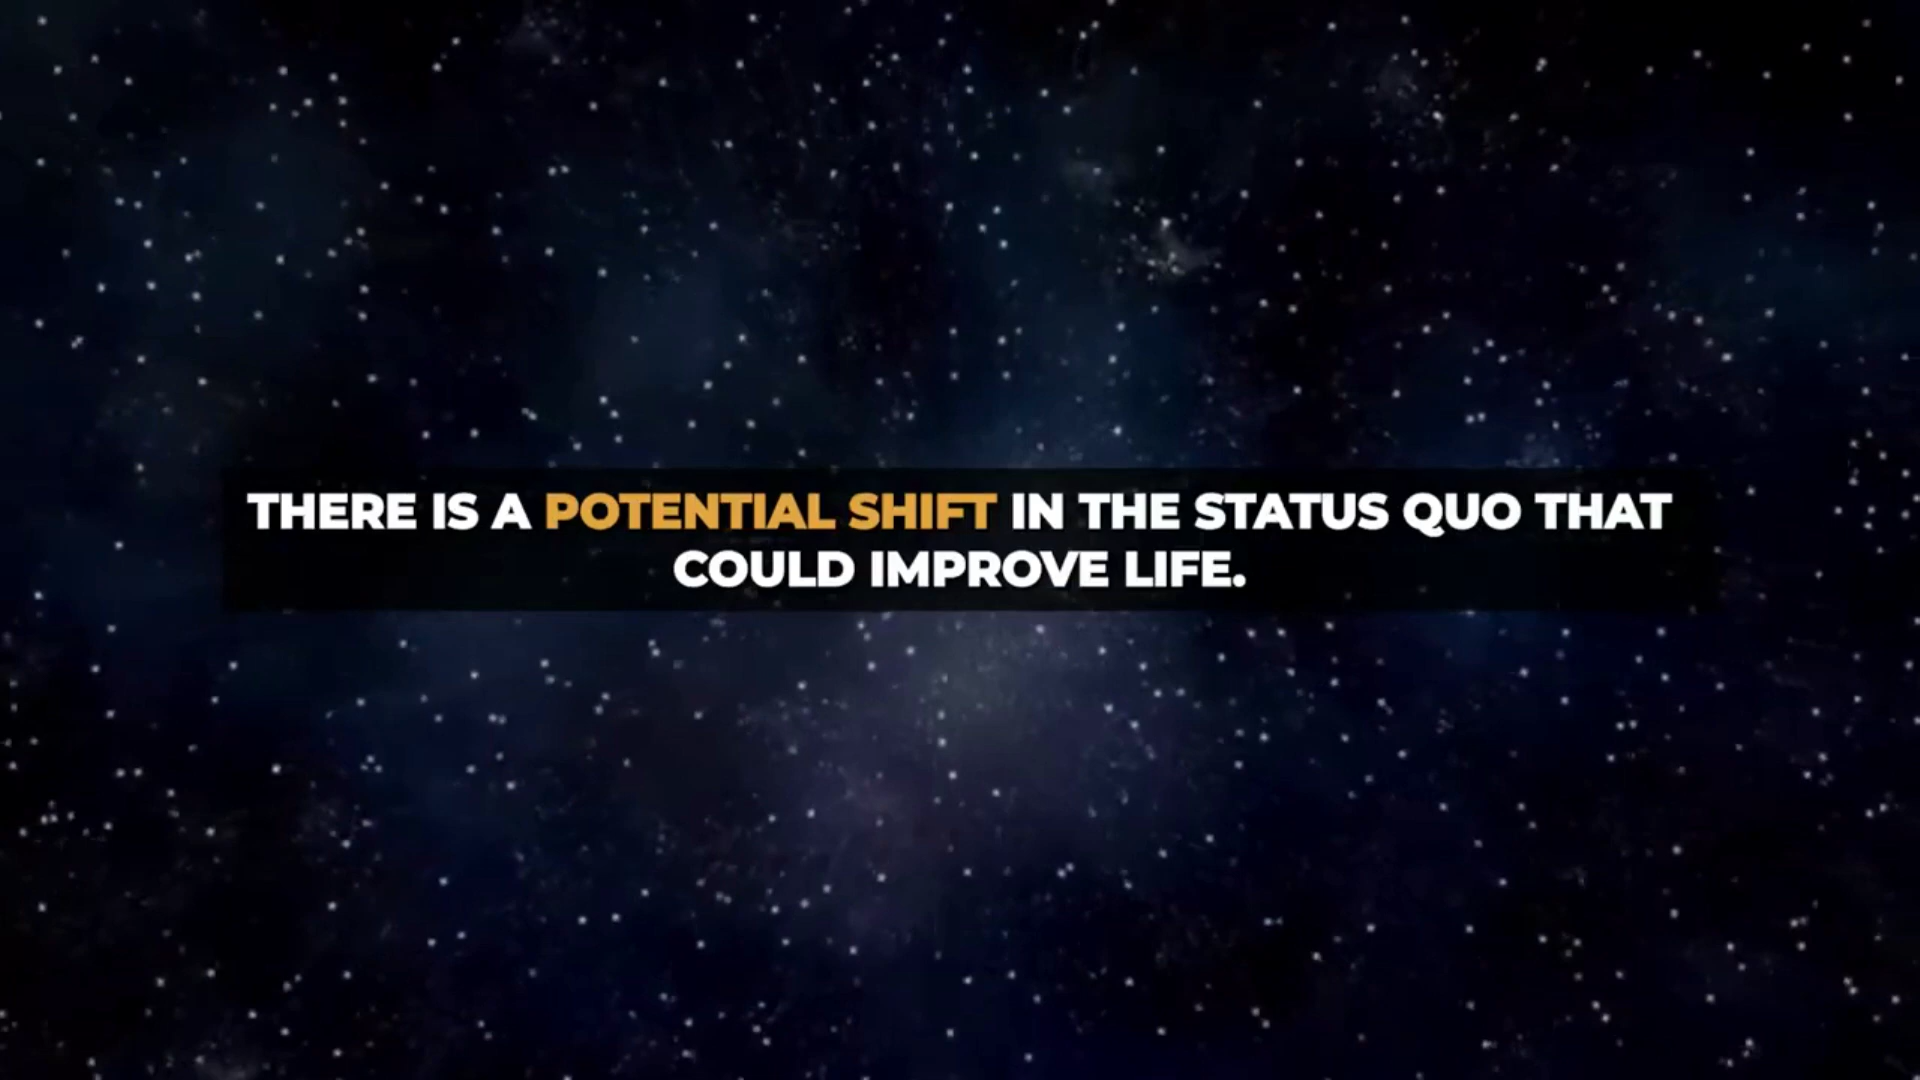 THERE IS A POTENTIAL SHIFT IN THE STATUS QUO THAT
COULD IMPROVE LIFE.